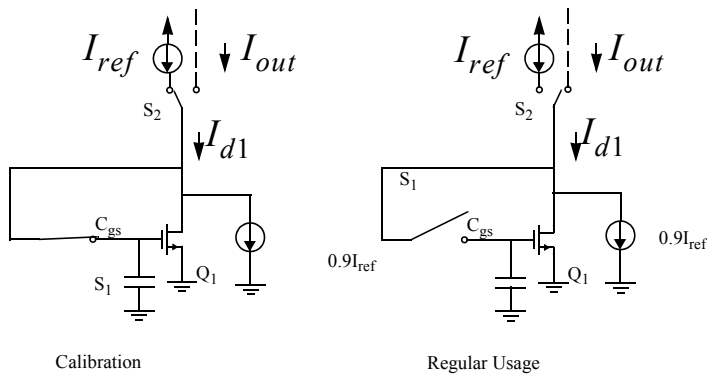 I_ref I_out
S_2
I_d1
C_gs
S_1 Q_1
Calibration
I_ref I_out
S_2
I_d1
S_1
C_gs
0.9I_ref 0.9I_ref
Q_1
Regular Usage